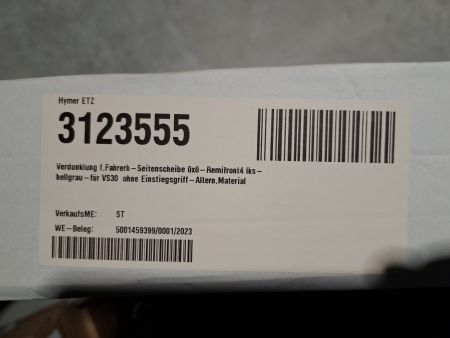 Hymer ETZ
3123555
Verdunklung f.Fahrerh-Seitenscheibe 0x0-Remifront4 lks-
hellgrau-für VS30 ohne Einstiegsgriff-Altern.Material
VerkaufsME: ST
WE-Beleg: 5001459399/0001/2023